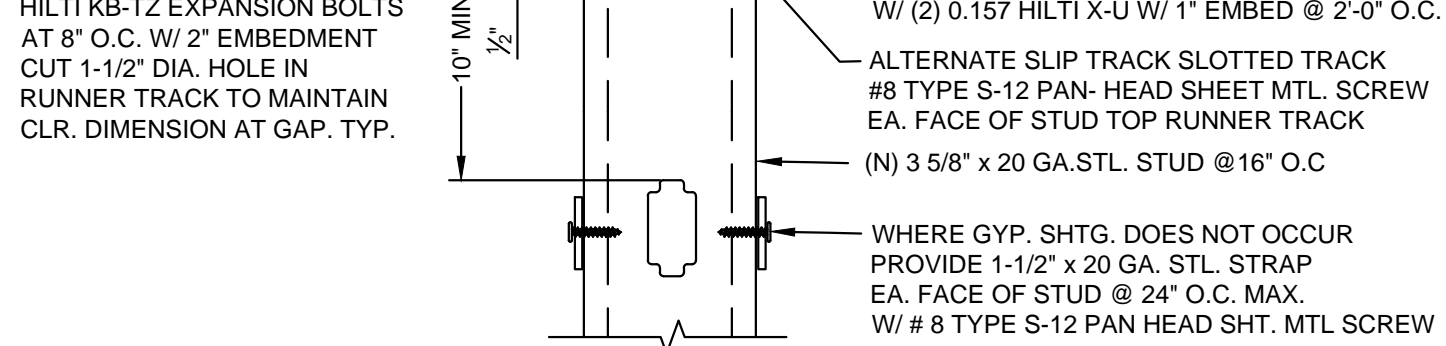 HILTI KB-TZ EXPANSION BOLTS
AT 8" O.C. W/ 2" EMBEDMENT
CUT 1-1/2" DIA. HOLE IN
RUNNER TRACK TO MAINTAIN
CLR. DIMENSION AT GAP. TYP.
10" MIN
1/2"
W/ (2) 0.157 HILTI X-U W/ 1" EMBED @ 2'-0" O.C.
ALTERNATE SLIP TRACK SLOTTED TRACK
#8 TYPE S-12 PAN- HEAD SHEET MTL. SCREW
EA. FACE OF STUD TOP RUNNER TRACK
(N) 3 5/8" x 20 GA.STL. STUD @16" O.C
WHERE GYP. SHTG. DOES NOT OCCUR
PROVIDE 1-1/2" x 20 GA. STL. STRAP
EA. FACE OF STUD @ 24" O.C. MAX.
W/ # 8 TYPE S-12 PAN HEAD SHT. MTL SCREW